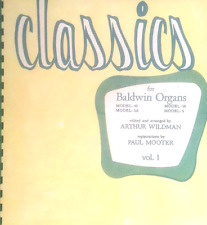 classics
for
Baldwin Organs
edited and arranged by
ARTHUR WILDMAN
registrations by
PAUL MOOTER
vol. 1